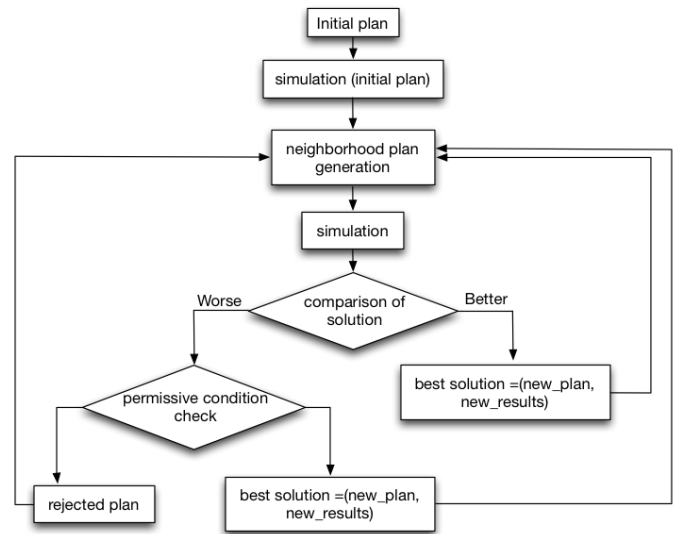 Initial plan
simulation (initial plan)
neighborhood plan
generation
simulation
comparison of
solution
Worse
Better
best solution =(new_plan,
new_results)
permissive condition
check
rejected plan
best solution =(new_plan,
new_results)